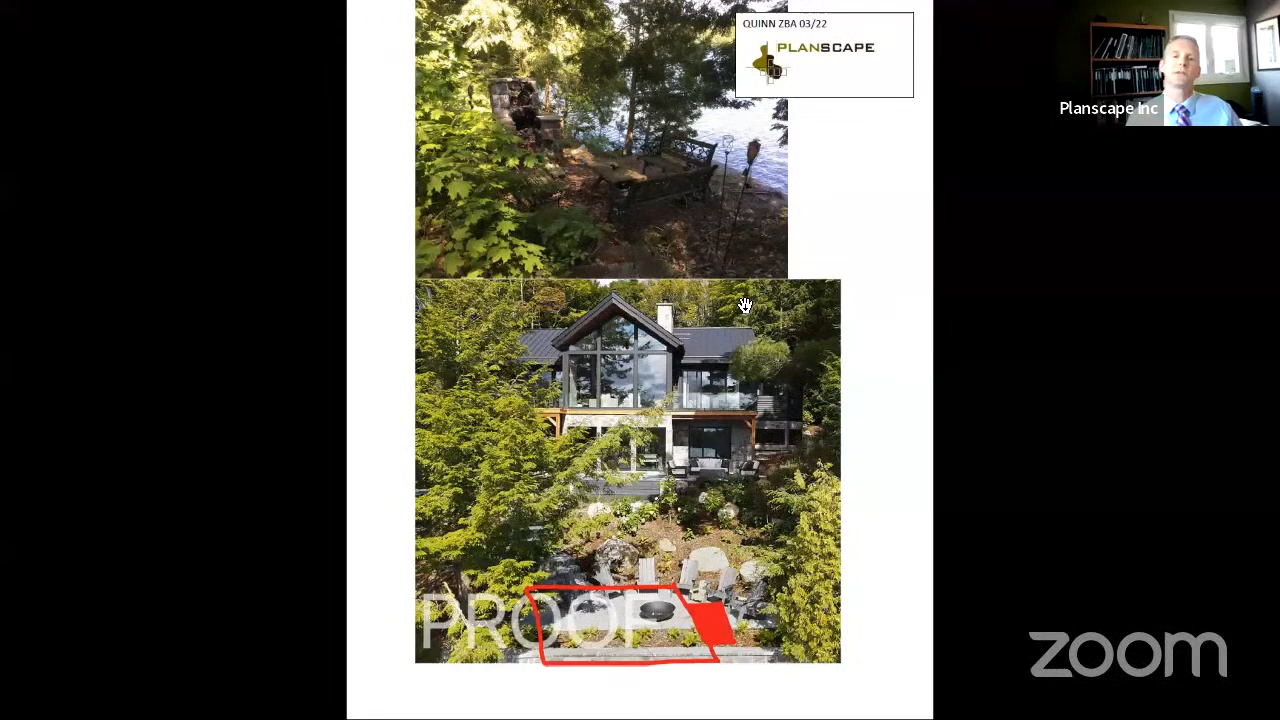 QUINN ZBA 03/22
PLANSCAPE
Planscape Inc
PROOF
zoom